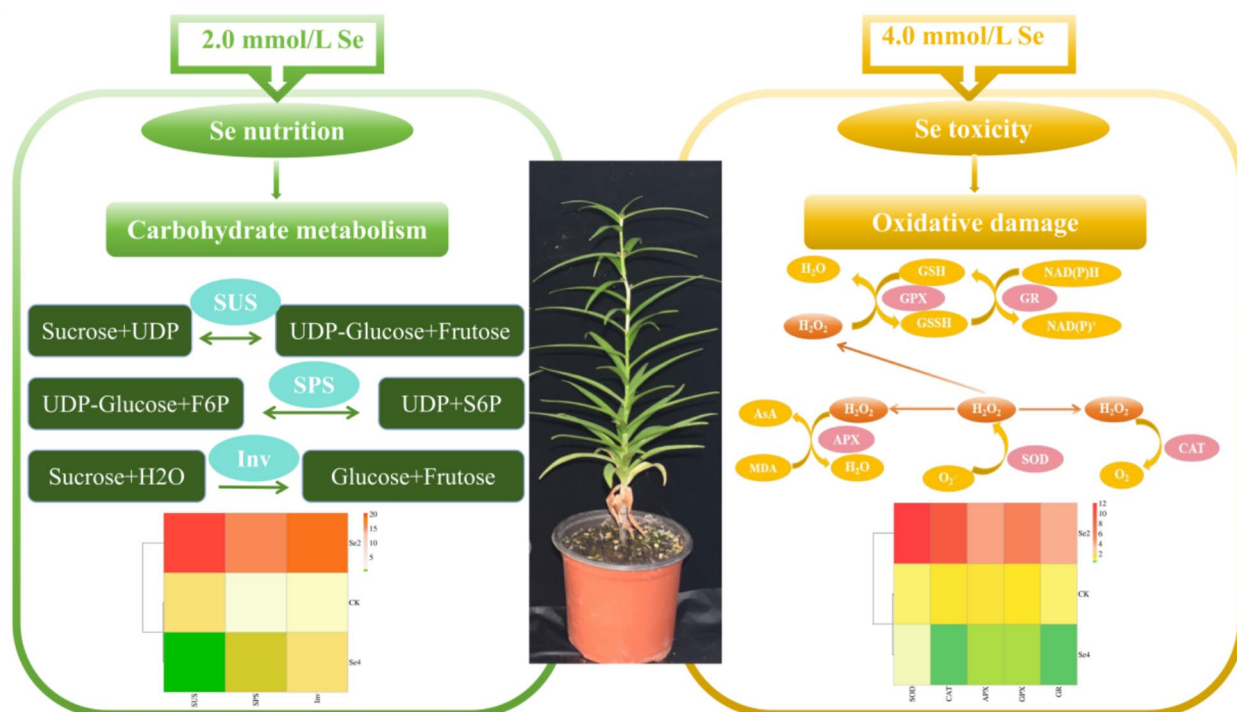 2.0 mmol/L Se
Se nutrition
Carbohydrate metabolism
SUS
Sucrose+UDP
UDP-Glucose+Frutose
SPS
UDP-Glucose+F6P
UDP+S6P
Inv
Sucrose+H2O
Glucose+Frutose
20
15
10
5
Se2
CK
Se4
SUS
SPS
Inv
4.0 mmol/L Se
Se toxicity
Oxidative damage
H₂O
GSH
NAD(P)H
GPX
GR
H₂O₂
GSSH
NAD(P)⁺
AsA
H₂O₂
H₂O₂
H₂O₂
APX
SOD
CAT
MDA
H₂O
O₂⁻
O₂
12
10
8
6
4
2
Se2
CK
Se4
SOD
CAT
APX
GPX
GR